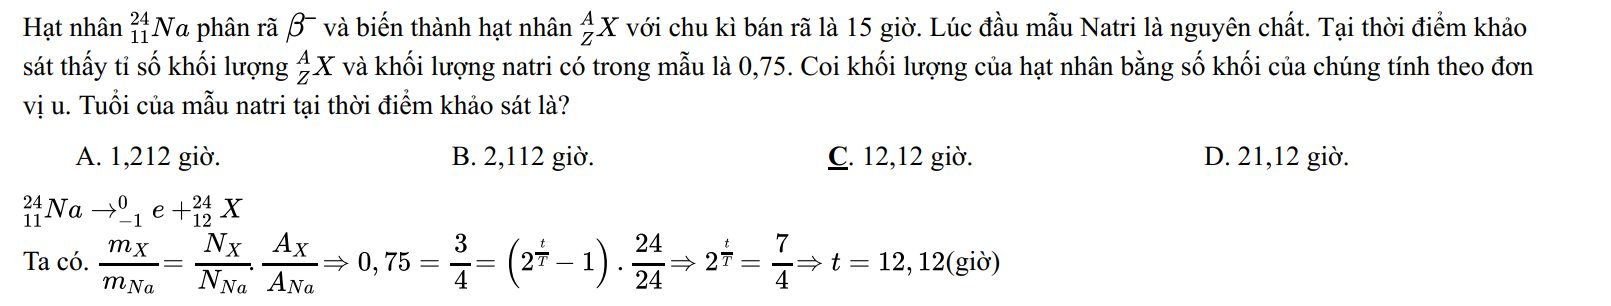 Hạt nhân $^{24}_{11}Na$ phân rã $\beta^-$ và biến thành hạt nhân $^{A}_{Z}X$ với chu kì bán rã là 15 giờ. Lúc đầu mẫu Natri là nguyên chất. Tại thời điểm khảo
sát thấy tỉ số khối lượng $^{A}_{Z}X$ và khối lượng natri có trong mẫu là 0,75. Coi khối lượng của hạt nhân bằng số khối của chúng tính theo đơn
vị u. Tuổi của mẫu natri tại thời điểm khảo sát là?
A. 1,212 giờ. B. 2,112 giờ. C. 12,12 giờ. D. 21,12 giờ.
$^{24}_{11}Na \rightarrow ^{0}_{-1}e + ^{24}_{12}X$
Ta có. $\frac{m_X}{m_{Na}} = \frac{N_X}{N_{Na}} . \frac{A_X}{A_{Na}} \Rightarrow 0,75 = \frac{3}{4} = \left(2^{\frac{t}{T}} - 1\right) . \frac{24}{24} \Rightarrow 2^{\frac{t}{T}} = \frac{7}{4} \Rightarrow t = 12,12$(giờ)